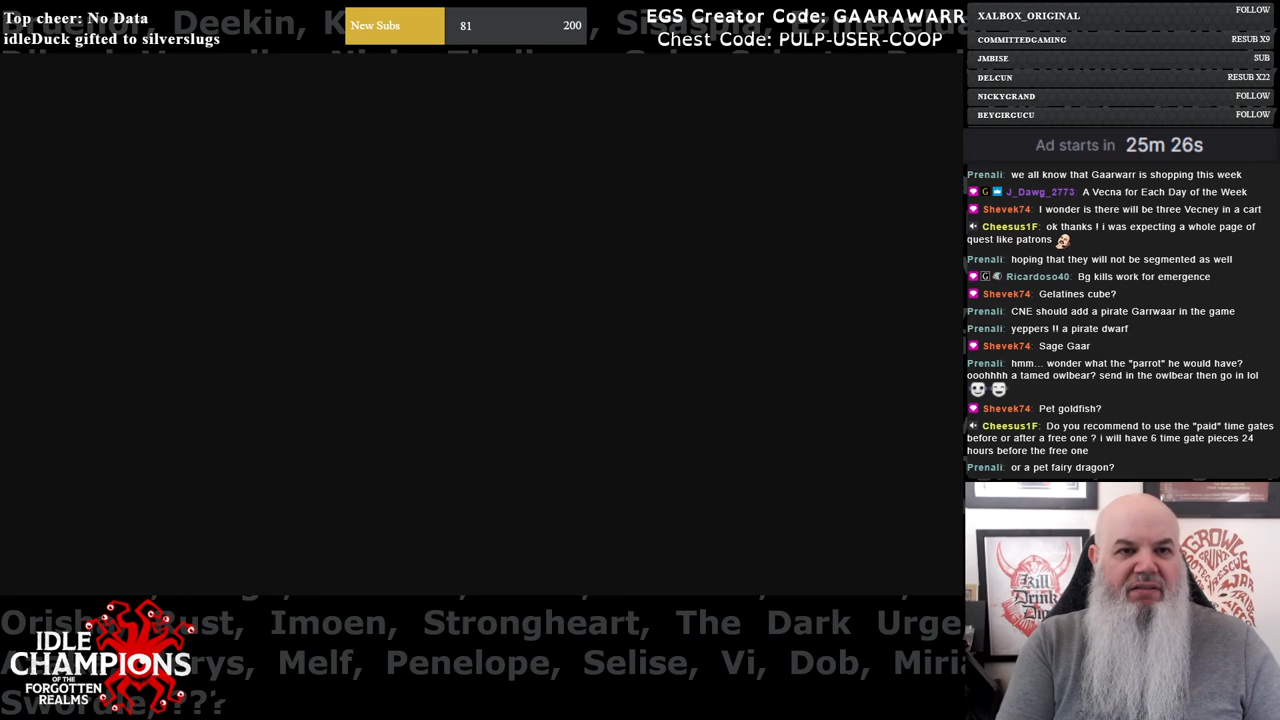 Top cheer: No Data
idleDuck gifted to silverslugs
New Subs 81 200
EGS Creator Code: GAARAWARR
Chest Code: PULP-USER-COOP
Deekin,
XALBOX_ORIGINAL FOLLOW
COMMITTEDGAMING RESUB X9
JMBISE SUB
DELCUN RESUB X22
NICKYGRAND FOLLOW
BEYGIRGUCU FOLLOW
Ad starts in 25m 26s
Prenali: we all know that Gaarwarr is shopping this week
J_Dawg_2773: A Vecna for Each Day of the Week
Shevek74: I wonder is there will be three Vecney in a cart
Cheesus1F: ok thanks ! i was expecting a whole page of
quest like patrons
Prenali: hoping that they will not be segmented as well
Ricardoso40: Bg kills work for emergence
Shevek74: Gelatines cube?
Prenali: CNE should add a pirate Garrwaar in the game
Prenali: yeppers !! a pirate dwarf
Shevek74: Sage Gaar
Prenali: hmm... wonder what the "parrot" he would have?
ooohhhh a tamed owlbear? send in the owlbear then go in lol
Shevek74: Pet goldfish?
Cheesus1F: Do you recommend to use the "paid" time gates
before or after a free one ? i will have 6 time gate pieces 24
hours before the free one
Prenali: or a pet fairy dragon?
Imoen, Strongheart, The Dark Urge,
Melf, Penelope, Selise, Vi, Dob,
???
IDLE
CHAMPIONS
OF THE
FORGOTTEN
REALMS
Kill
Drink
GROWLE
GRUNT